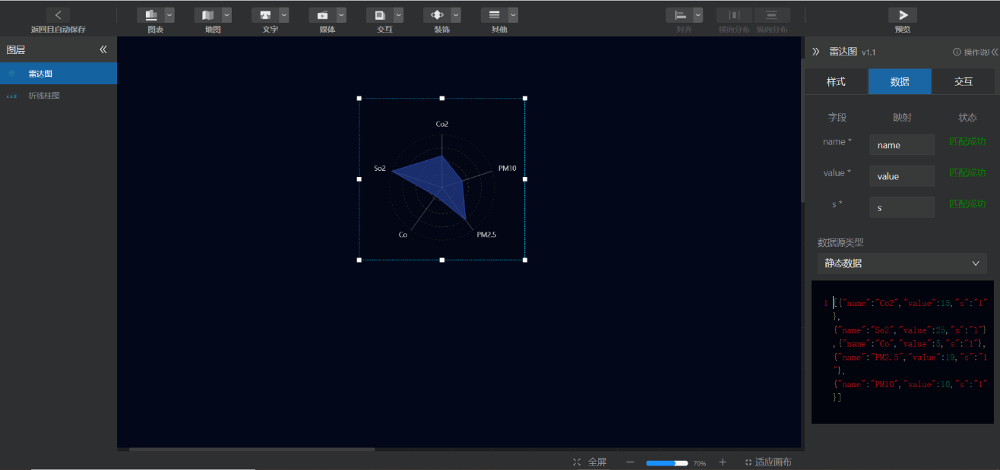 返回且自动保存
图表
地图
文字
媒体
交互
装饰
其他
对齐
横向分布
纵向分布
预览
图层
雷达图
折线柱图
Co2
So2
PM10
Co
PM2.5
雷达图 v1.1
操作说
样式
数据
交互
字段 映射 状态
name * name 匹配成功
value * value 匹配成功
s * s 匹配成功
数据源类型
静态数据
1 [{"name":"Co2","value":15,"s":"1"
},
{"name":"So2","value":25,"s":"1"}
,{"name":"Co","value":5,"s":"1"},
{"name":"PM2.5","value":19,"s":"1
"},
{"name":"PM10","value":10,"s":"1"
}]
全屏
70%
适应画布